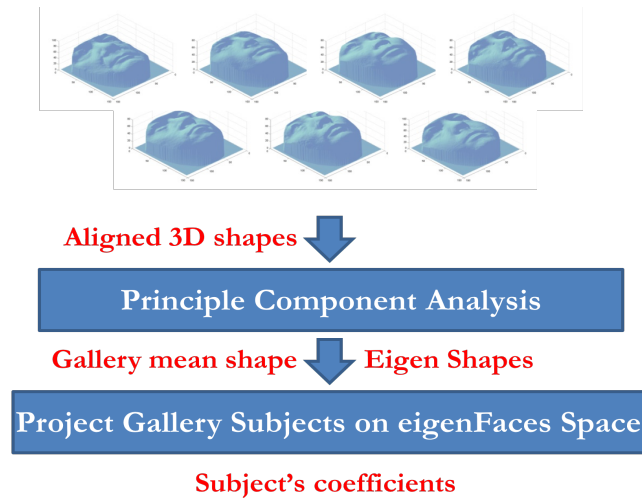 Aligned 3D shapes
Principle Component Analysis
Gallery mean shape
Eigen Shapes
Project Gallery Subjects on eigenFaces Space
Subject's coefficients